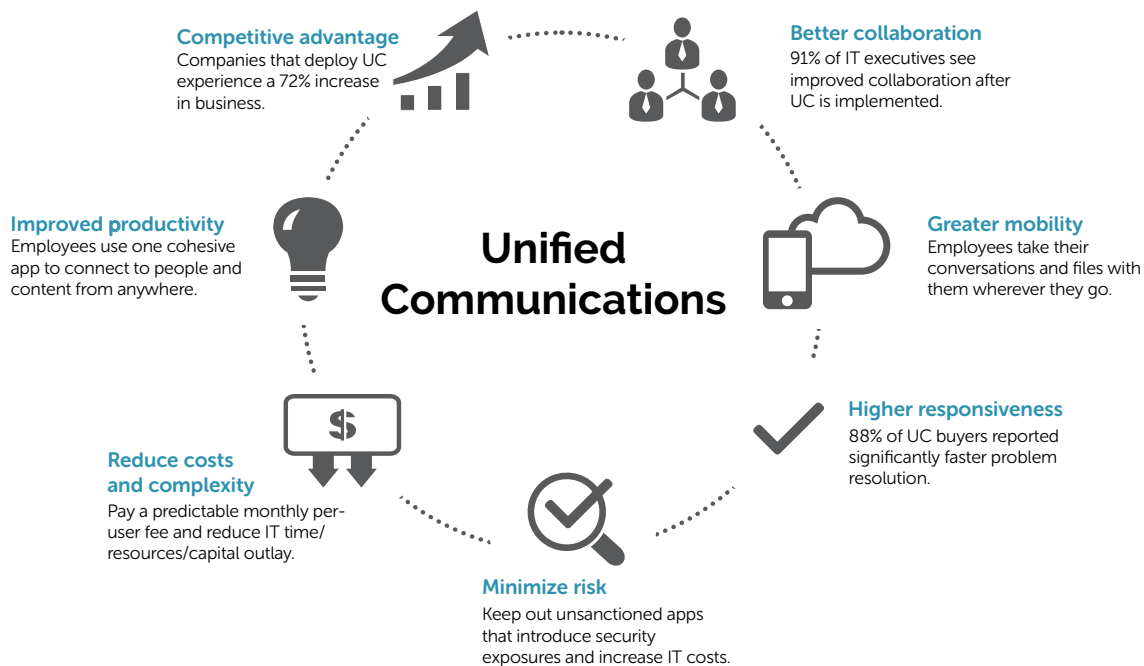 Competitive advantage
Companies that deploy UC
experience a 72% increase
in business.
Better collaboration
91% of IT executives see
improved collaboration after
UC is implemented.
Improved productivity
Employees use one cohesive
app to connect to people and
content from anywhere.
Unified
Communications
Greater mobility
Employees take their
conversations and files with
them wherever they go.
$
Reduce costs
and complexity
Pay a predictable monthly per-
user fee and reduce IT time/
resources/capital outlay.
Higher responsiveness
88% of UC buyers reported
significantly faster problem
resolution.
Minimize risk
Keep out unsanctioned apps
that introduce security
exposures and increase IT costs.